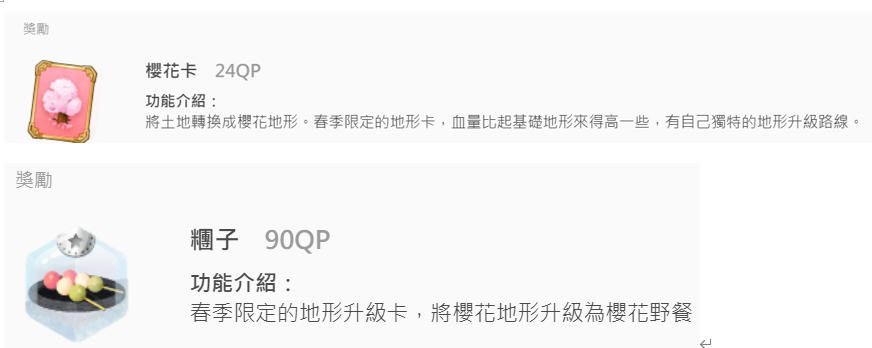 獎勵
櫻花卡 24QP
功能介紹：
將土地轉換成櫻花地形。春季限定的地形卡，血量比起基礎地形來得高一些，有自己獨特的地形升級路線。
獎勵
糰子 90QP
功能介紹：
春季限定的地形升級卡，將櫻花地形升級為櫻花野餐